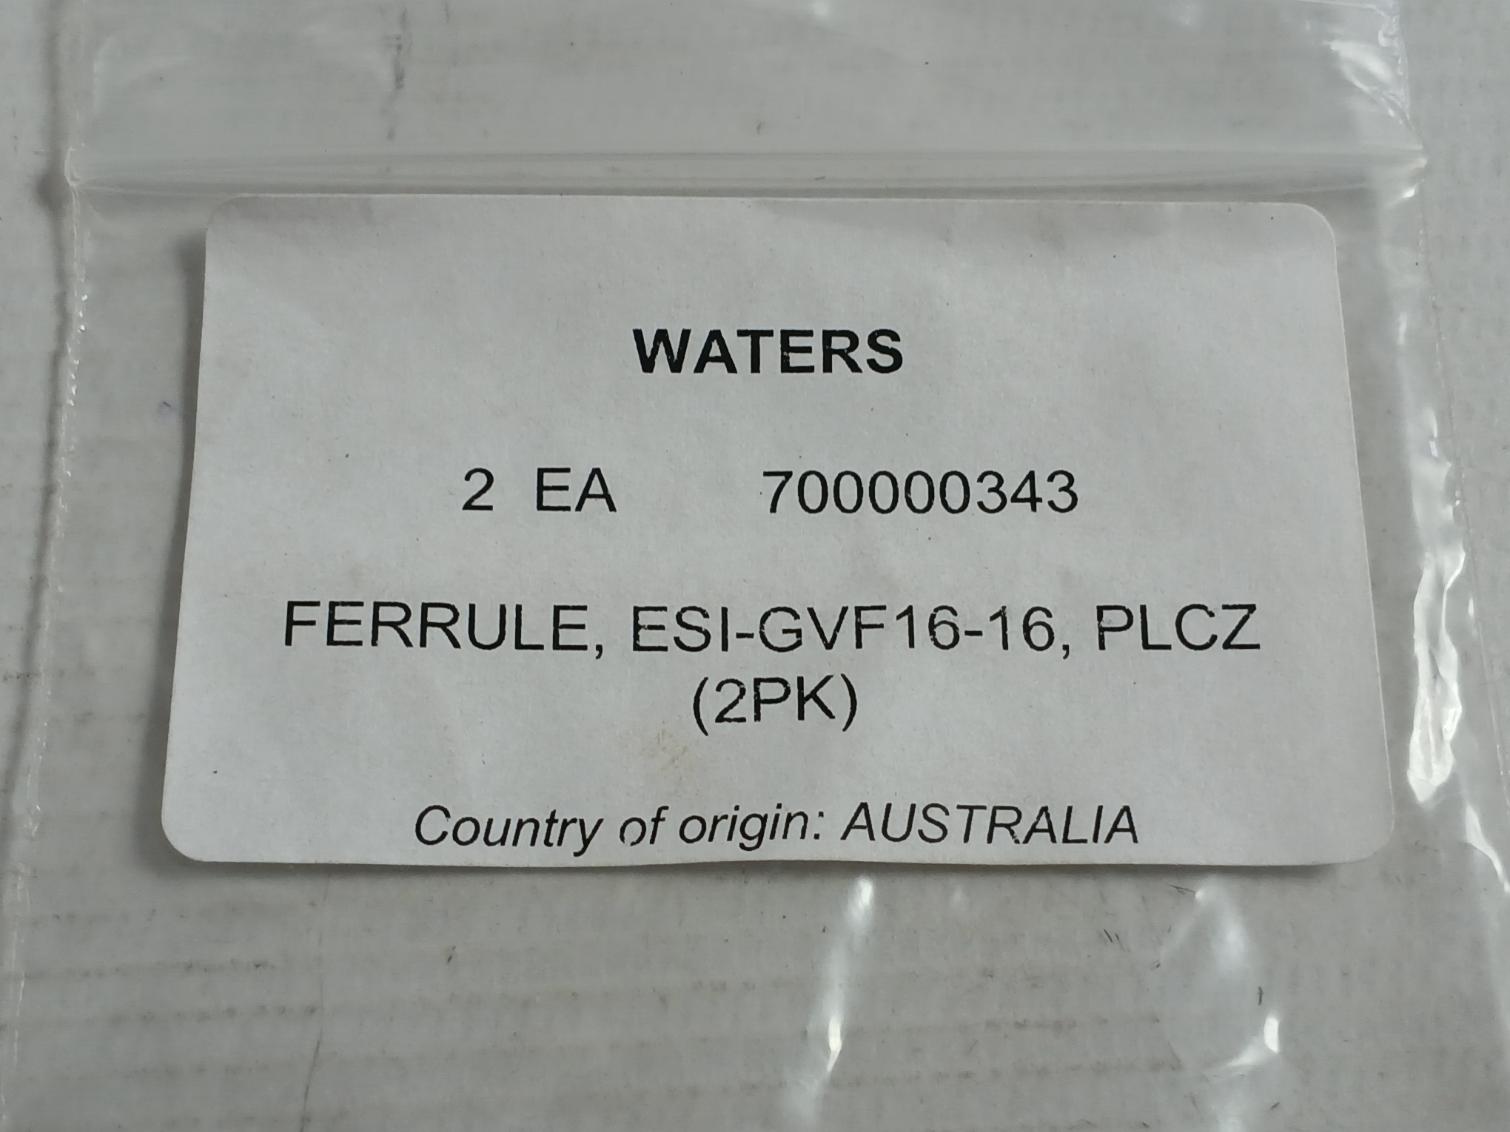 WATERS
2 EA 700000343
FERRULE, ESI-GVF16-16, PLCZ
(2PK)
Country of origin: AUSTRALIA